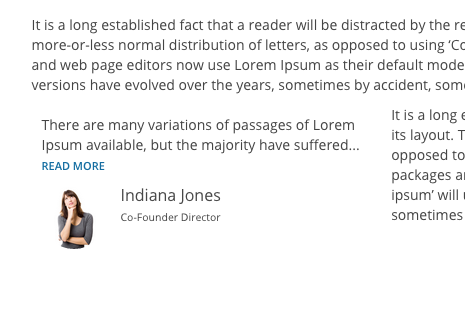 It is a long established fact that a reader will be distracted by the
more-or-less normal distribution of letters, as opposed to using
and web page editors now use Lorem Ipsum as their default
versions have evolved over the years, sometimes by accident,
There are many variations of passages of Lorem
Ipsum available, but the majority have suffered...
READ MORE
Indiana Jones
Co-Founder Director
It is a long
its layout.
opposed to
packages
ipsum’ will
sometimes